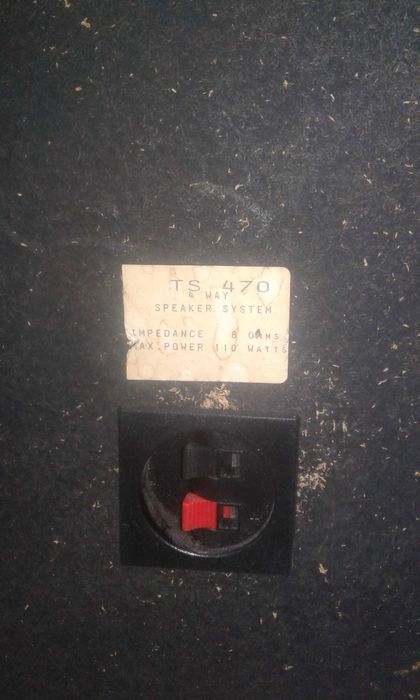 TS 470
4 WAY
SPEAKER SYSTEM
IMPEDANCE 8 OHMS
MAX.POWER 110 WATTS